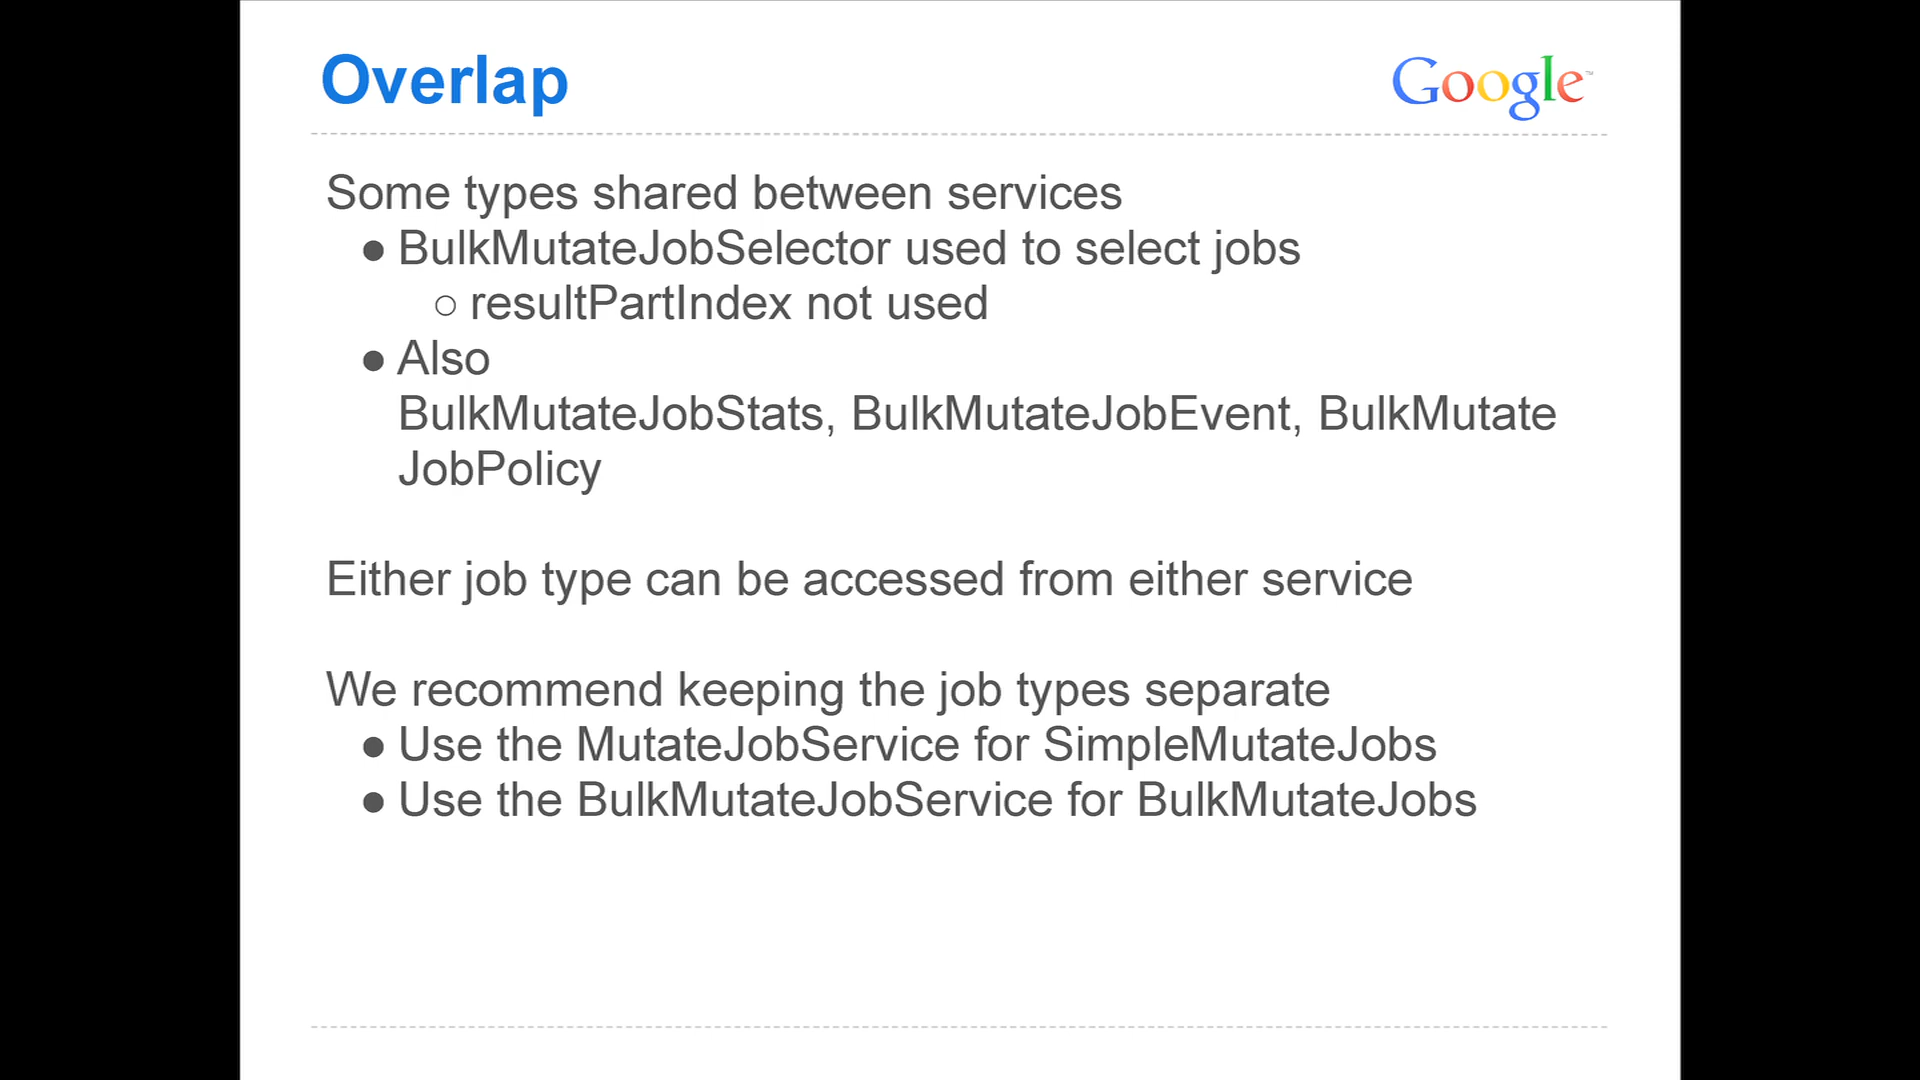 Overlap
Google™
Some types shared between services
● BulkMutateJobSelector used to select jobs
○ resultPartIndex not used
● Also
BulkMutateJobStats, BulkMutateJobEvent, BulkMutate
JobPolicy
Either job type can be accessed from either service
We recommend keeping the job types separate
● Use the MutateJobService for SimpleMutateJobs
● Use the BulkMutateJobService for BulkMutateJobs